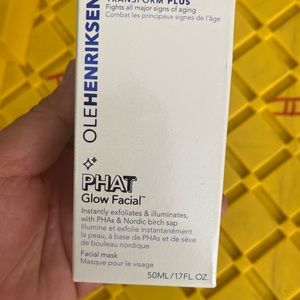 TRANSFORM PLUS
Fights all major signs of aging
Combat les principaux signes de l'âge
OLEHENRIKSEN
PHAT
Glow Facial™
Instantly exfoliates & illuminates,
with PHAs & Nordic birch sap
Illumine et exfolie instantanément
la peau, à base de PHAs et de sève
de bouleau nordique
Facial mask
Masque pour le visage
50ML/1.7FL.OZ.